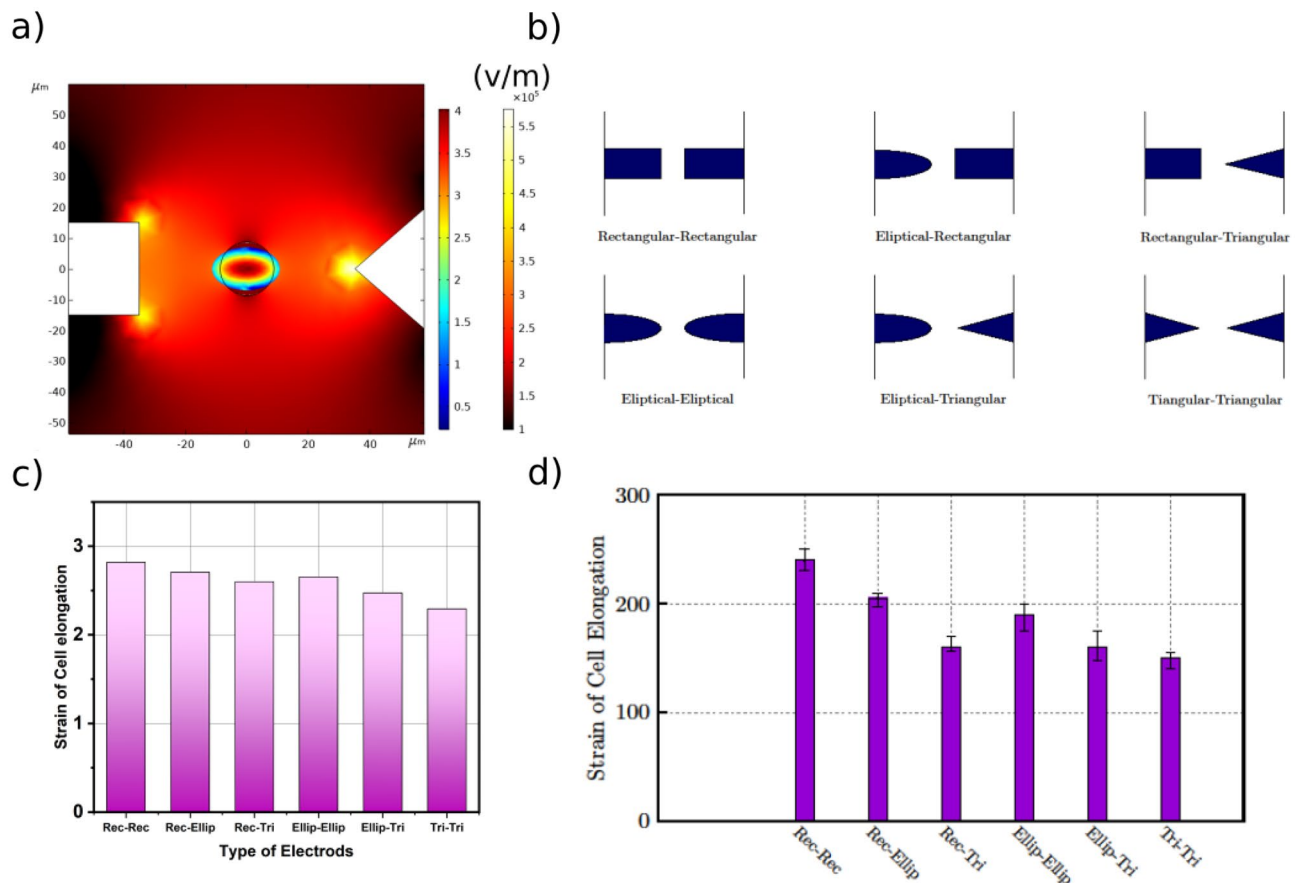 a)
b)
(v/m)
×10⁵
μm
50
40
30
20
10
0
-10
-20
-30
-40
-50
-40
-20
0
20
40
μm
4
3.5
3
2.5
2
1.5
1
0.5
5.5
5
4.5
4
3.5
3
2.5
2
1.5
1
Rectangular-Rectangular
Eliptical-Rectangular
Rectangular-Triangular
Eliptical-Eliptical
Eliptical-Triangular
Tiangular-Triangular
c)
d)
Strain of Cell elongation
3
2
1
0
Rec-Rec
Rec-Ellip
Rec-Tri
Ellip-Ellip
Ellip-Tri
Tri-Tri
Type of Electrods
Strain of Cell Elongation
300
200
100
0
Rec-Rec
Rec-Ellip
Rec-Tri
Ellip-Ellip
Ellip-Tri
Tri-Tri